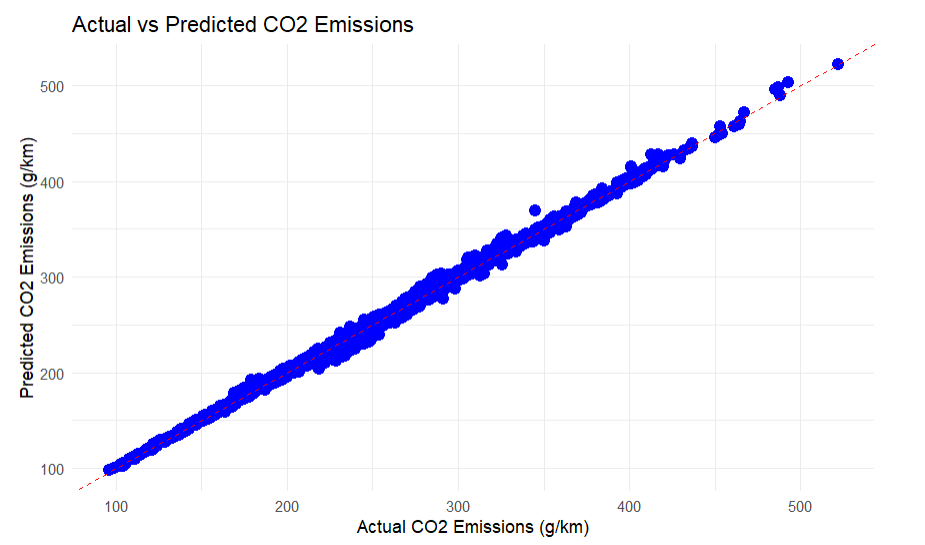 Actual vs Predicted CO2 Emissions
Predicted CO2 Emissions (g/km)
500
400
300
200
100
100 200 300 400 500
Actual CO2 Emissions (g/km)